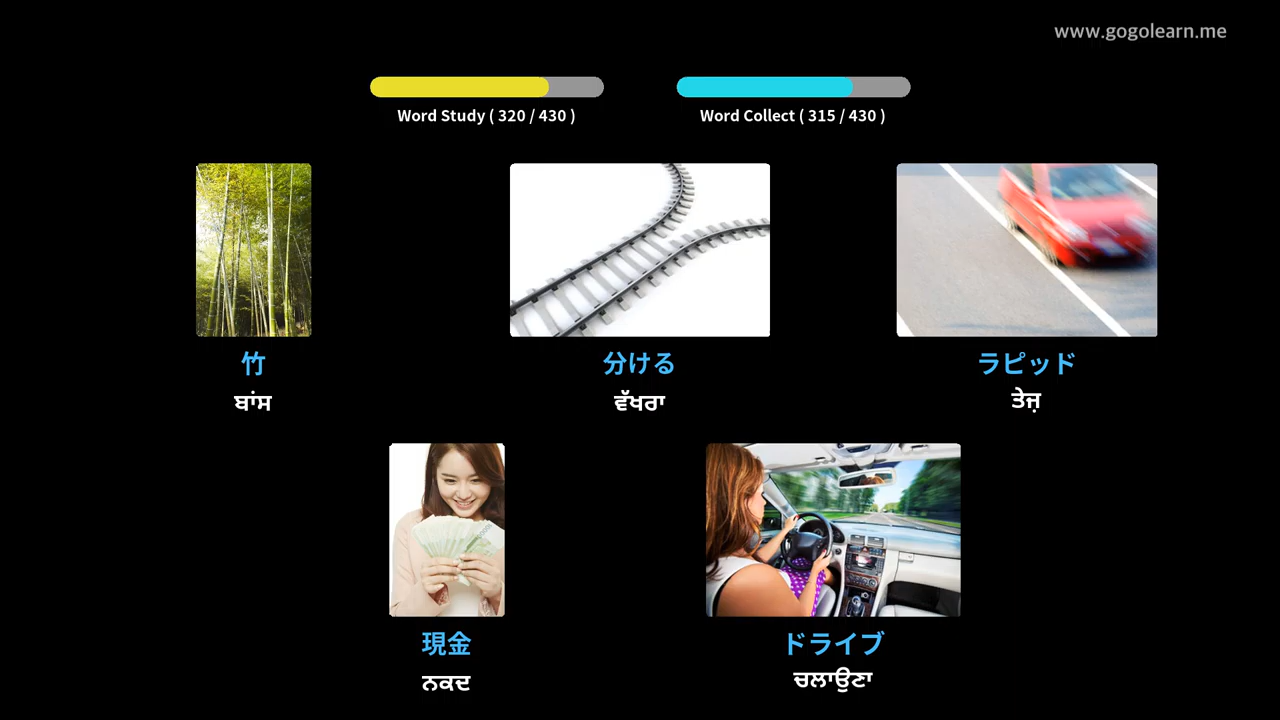 www.gogolearn.me
Word Study ( 320 / 430 )
Word Collect ( 315 / 430 )
竹
ਬਾਂਸ
分ける
ਵੱਖਰਾ
ラピッド
ਤੇਜ਼
現金
ਨਕਦ
ドライブ
ਚਲਾਉਣਾ